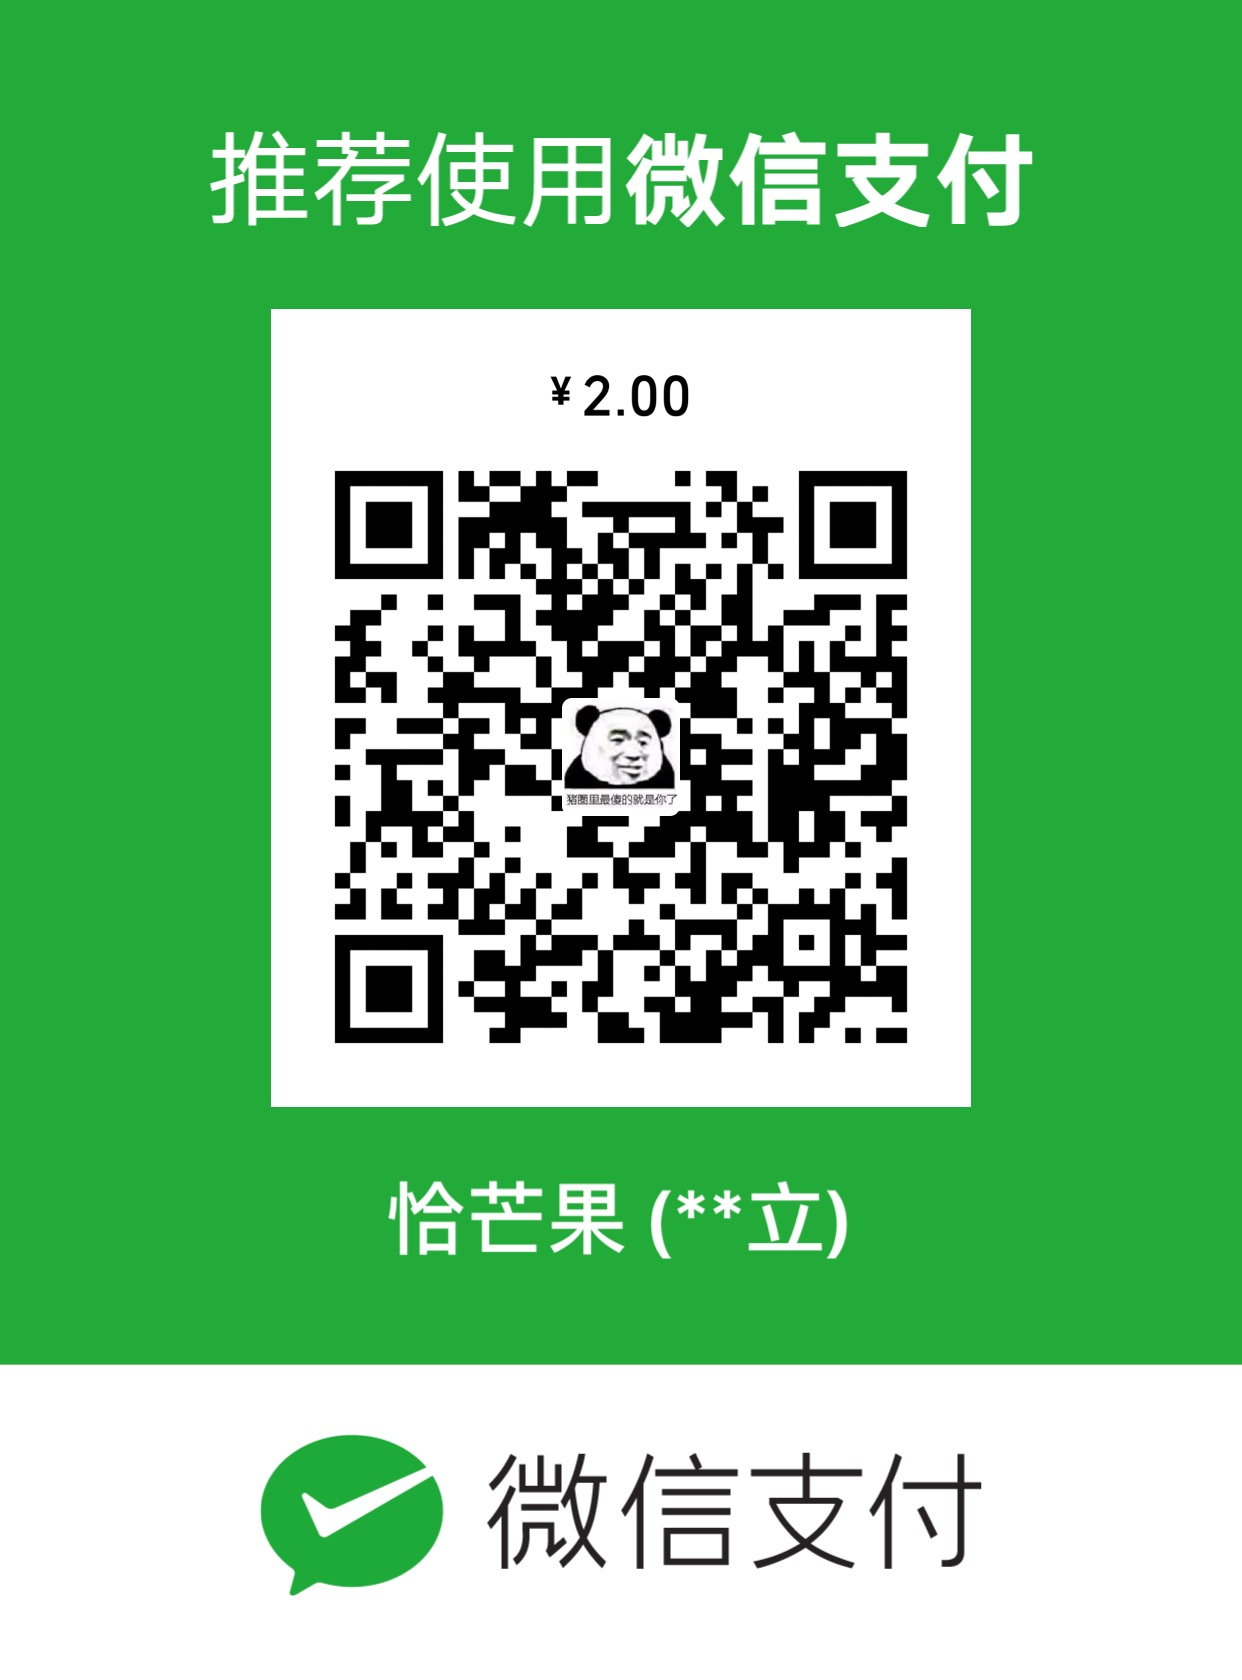 推荐使用微信支付
¥2.00
猪圈里最傻的就是你了
恰芒果 (**立)
微信支付